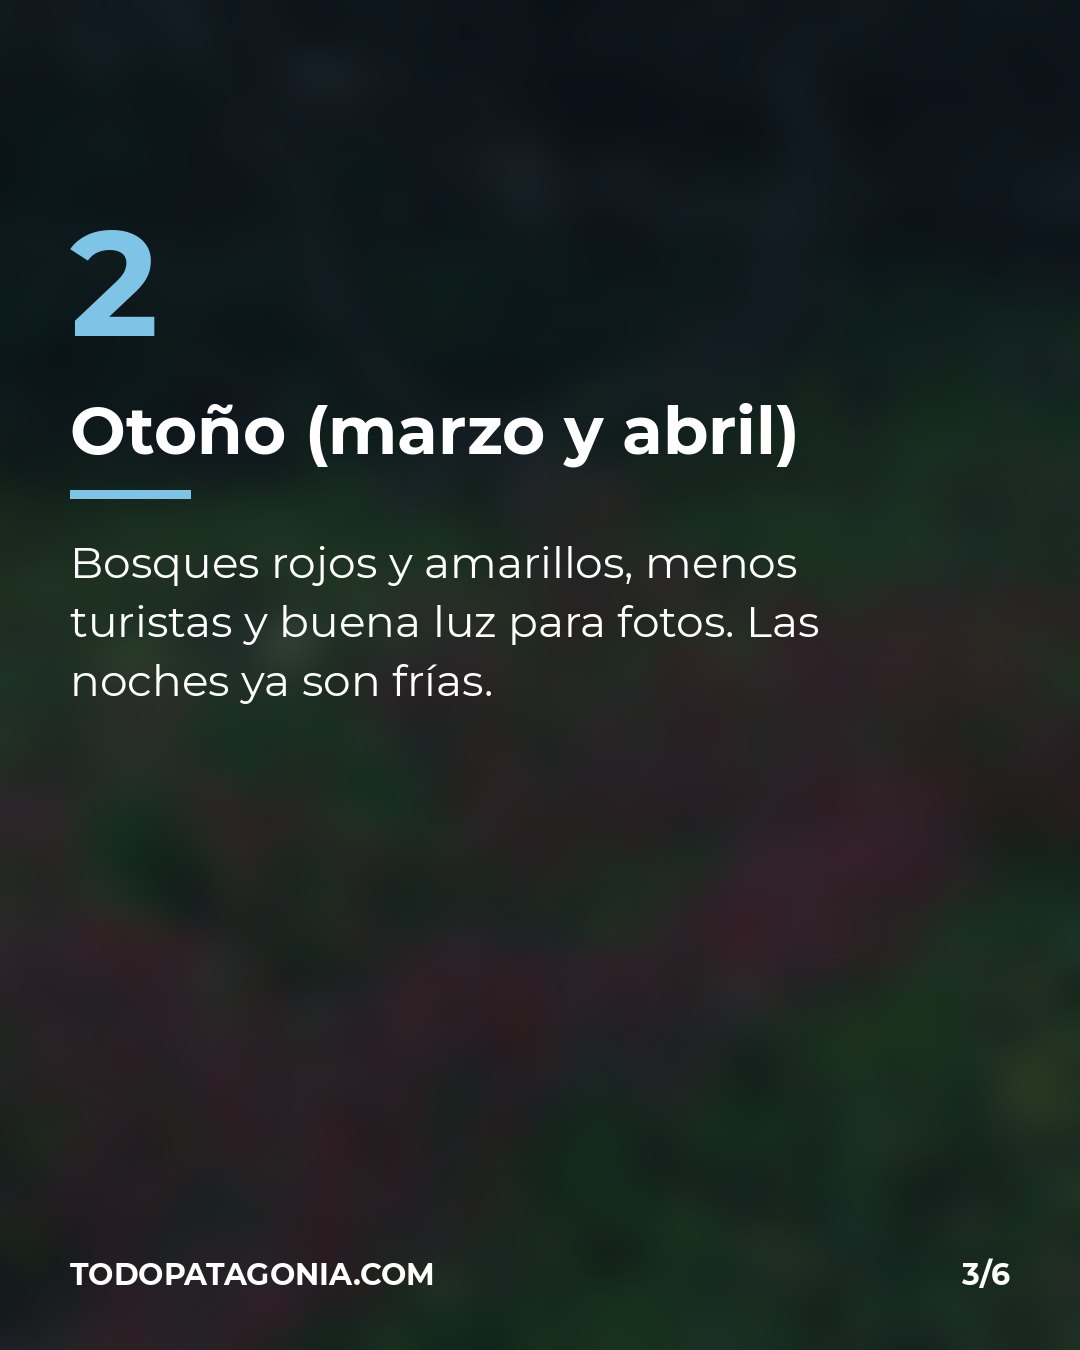 2
Otoño (marzo y abril)
Bosques rojos y amarillos, menos
turistas y buena luz para fotos. Las
noches ya son frías.
TODOPATAGONIA.COM
3/6